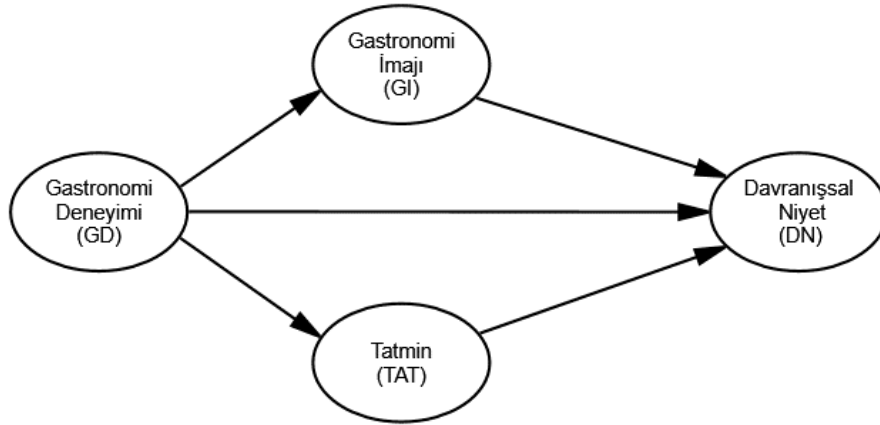 Gastronomi
İmajı
(GI)
Gastronomi
Deneyimi
(GD)
Davranışsal
Niyet
(DN)
Tatmin
(TAT)